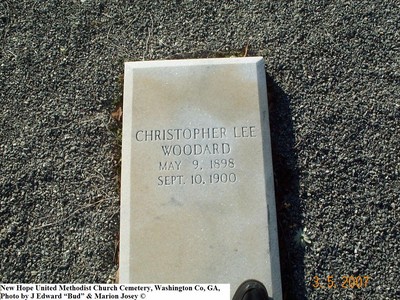 CHRISTOPHER LEE
WOODARD
MAY 9, 1898
SEPT. 10, 1900
3. 5. 2007
New Hope United Methodist Church Cemetery, Washington Co, GA,
Photo by J Edward “Bud” & Marion Josey ©